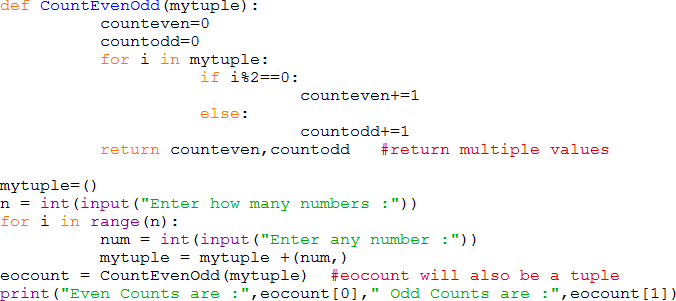 def CountEvenOdd(mytuple):
        counteven=0
        countodd=0
        for i in mytuple:
                if i%2==0:
                        counteven+=1
                else:
                        countodd+=1
        return counteven,countodd   #return multiple values

mytuple=()
n = int(input("Enter how many numbers :"))
for i in range(n):
        num = int(input("Enter any number :"))
        mytuple = mytuple +(num,)
eocount = CountEvenOdd(mytuple)  #eocount will also be a tuple
print("Even Counts are :",eocount[0]," Odd Counts are :",eocount[1])